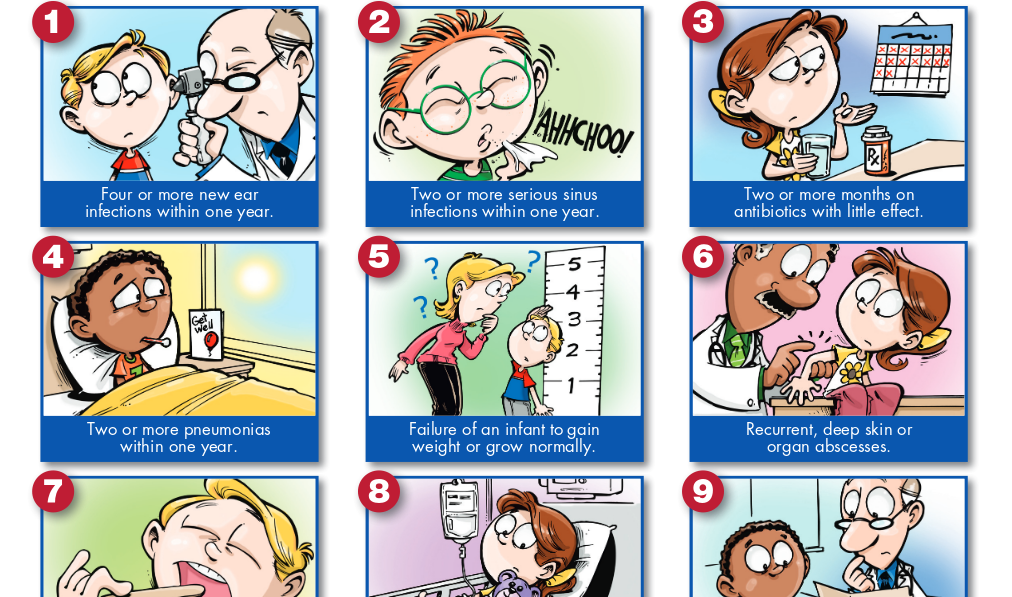 1
Four or more new ear
infections within one year.
2
AHHCHOO!
Two or more serious sinus
infections within one year.
3
Rx
Two or more months on
antibiotics with little effect.
4
Get
Well
Two or more pneumonias
within one year.
5
?
?
?
5
4
3
2
1
Failure of an infant to gain
weight or grow normally.
6
Recurrent, deep skin or
organ abscesses.
7
8
9